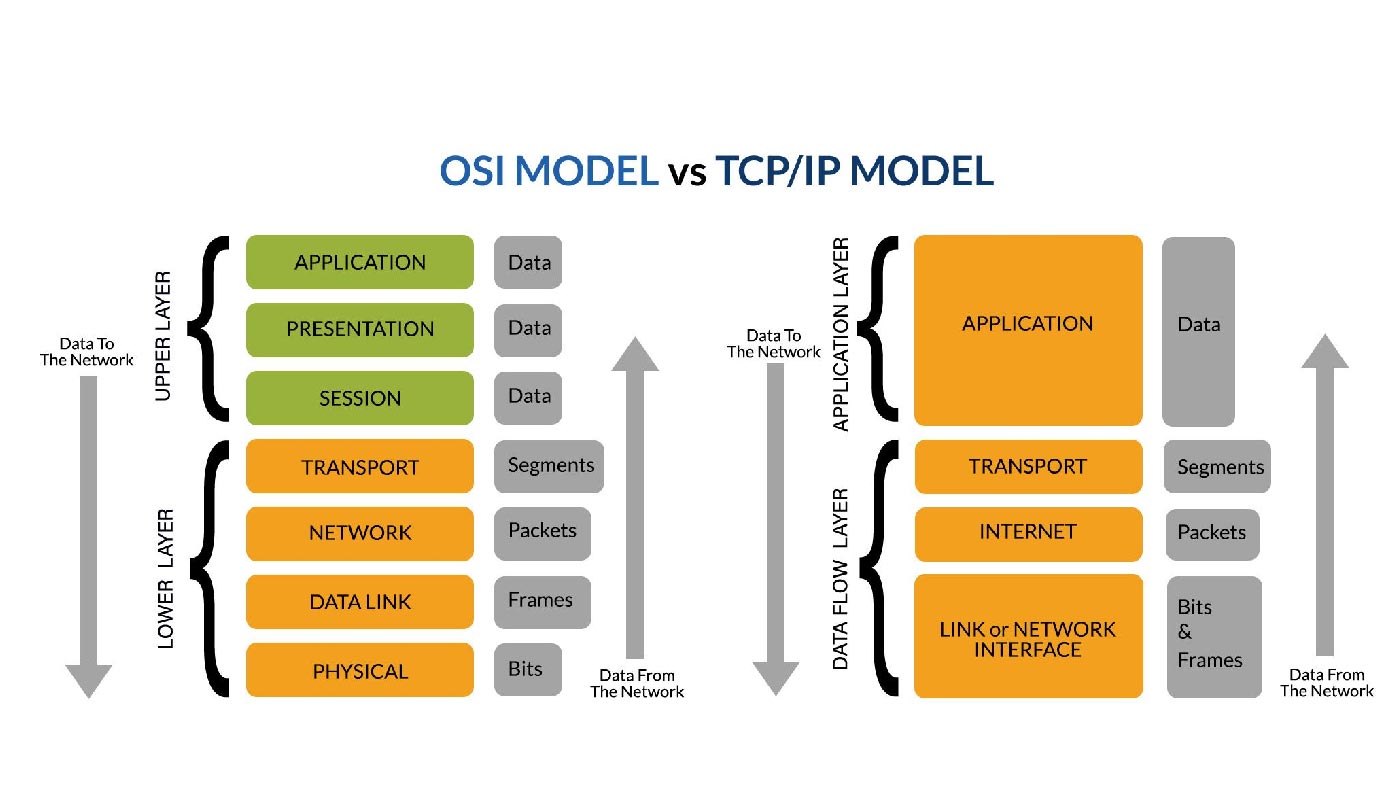 OSI MODEL vs TCP/IP MODEL
Data To
The Network
UPPER LAYER
LOWER LAYER
APPLICATION
Data
PRESENTATION
Data
SESSION
Data
TRANSPORT
Segments
NETWORK
Packets
DATA LINK
Frames
PHYSICAL
Bits
Data From
The Network
Data To
The Network
APPLICATION LAYER
DATA FLOW LAYER
APPLICATION
Data
TRANSPORT
Segments
INTERNET
Packets
LINK or NETWORK
INTERFACE
Bits
&
Frames
Data From
The Network